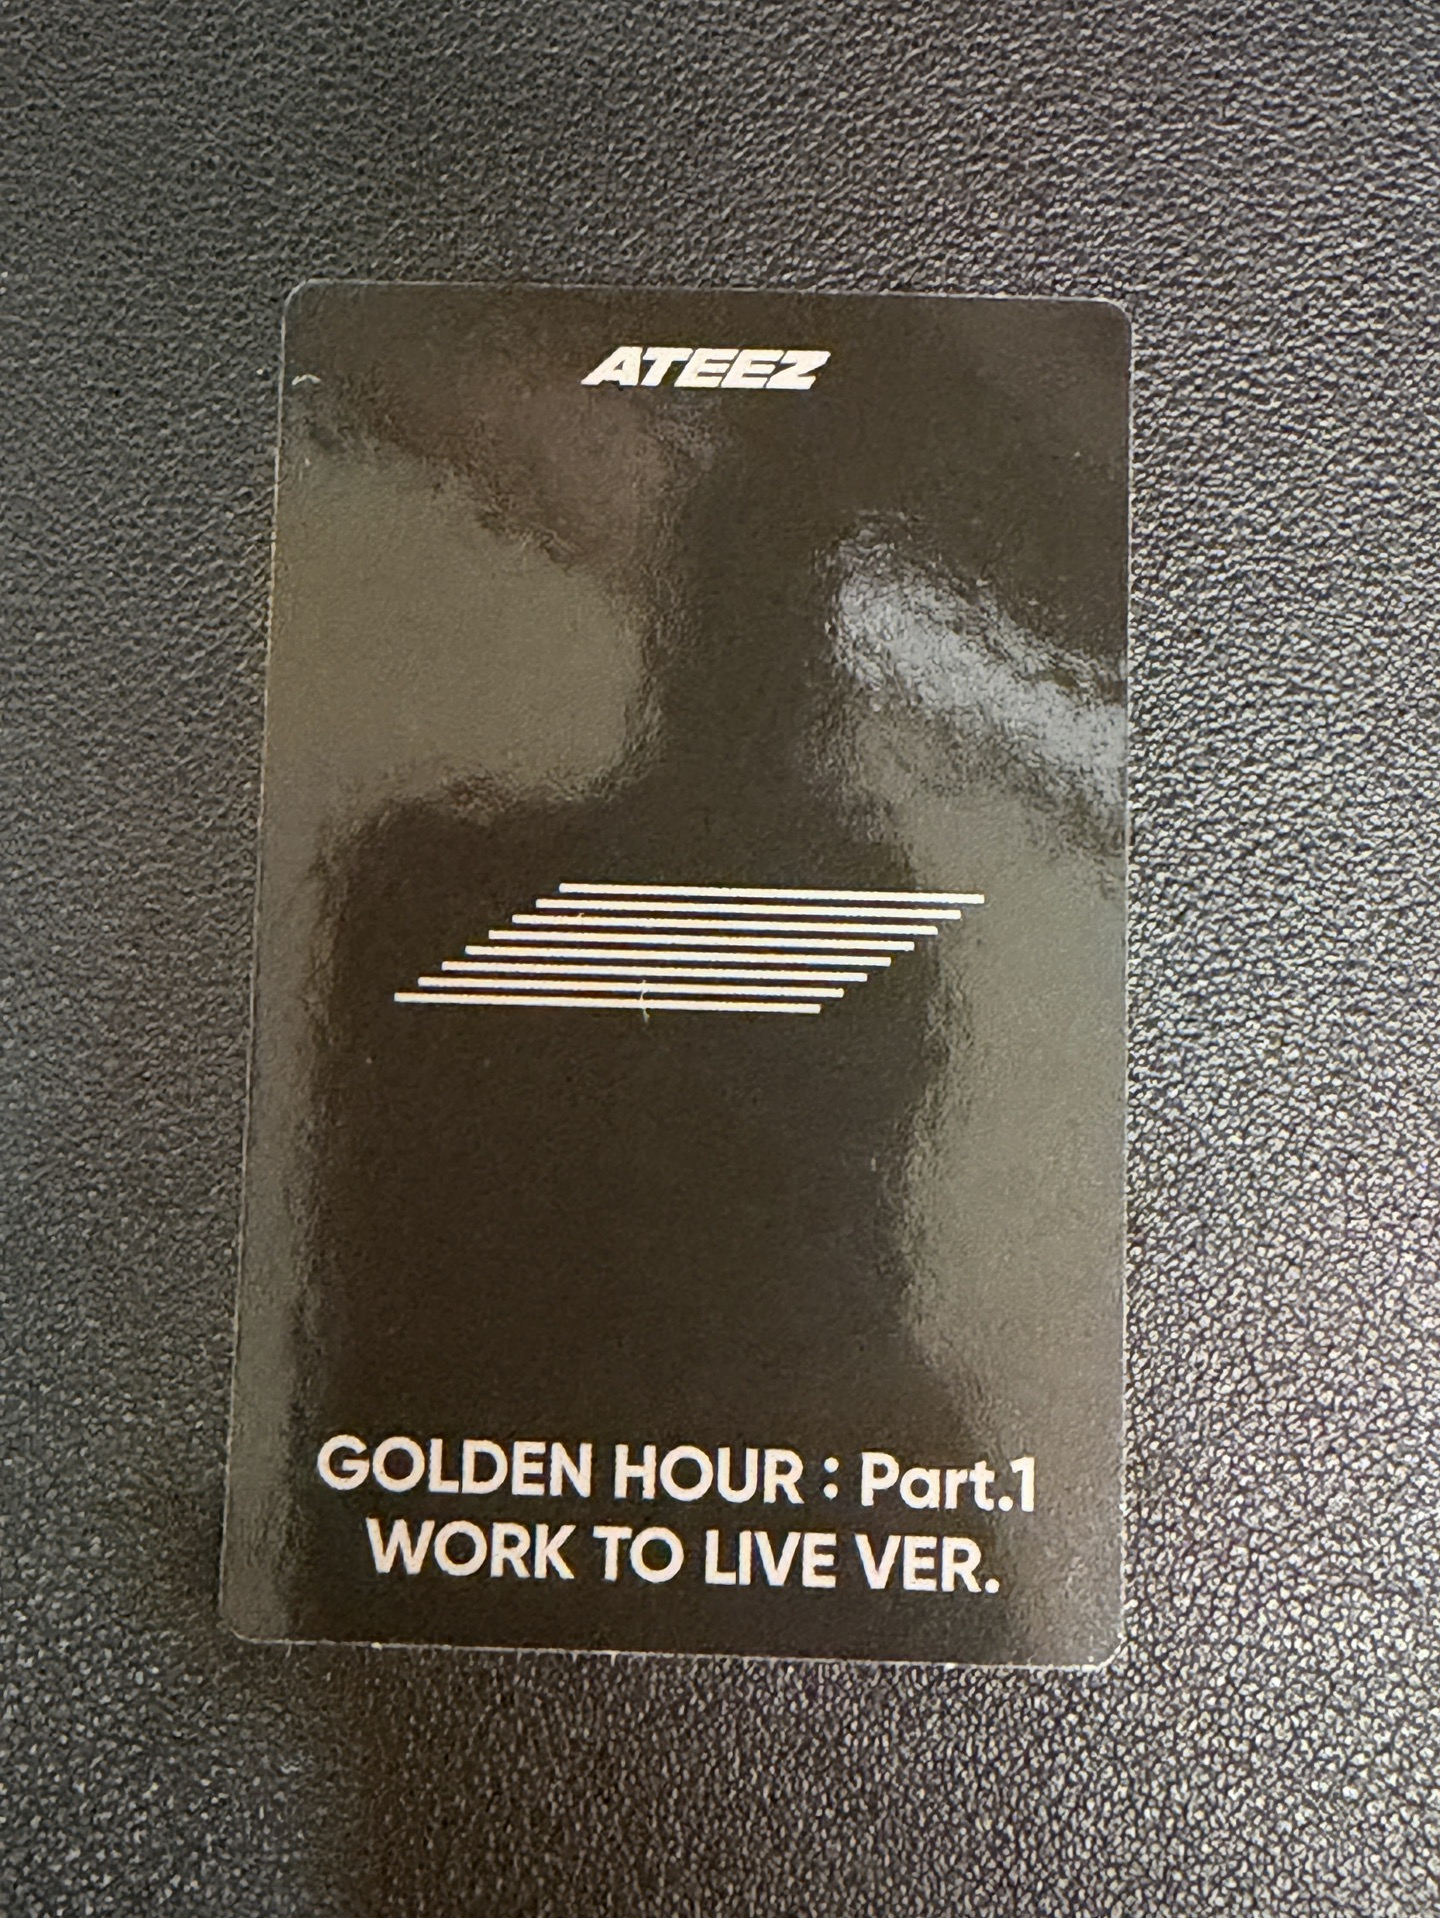 ATEEZ
GOLDEN HOUR : Part.1
WORK TO LIVE VER.